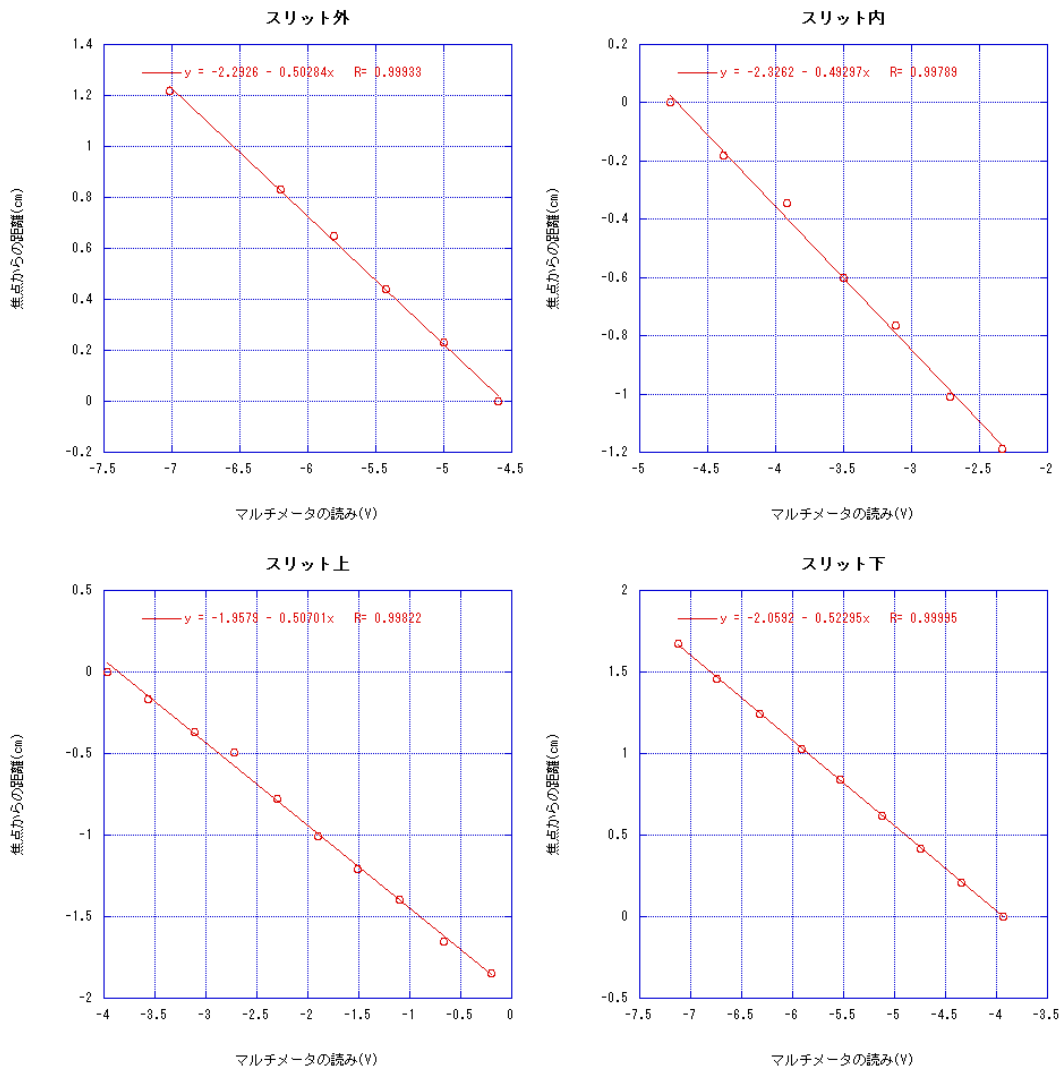 スリット外
y = -2.2926 - 0.50284x R= 0.99933
1.4
1.2
1
0.8
0.6
0.4
0.2
0
-0.2
-7.5 -7 -6.5 -6 -5.5 -5 -4.5
焦点からの距離(cm)
マルチメータの読み(V)
スリット内
y = -2.3262 - 0.49297x R= 0.99789
0.2
0
-0.2
-0.4
-0.6
-0.8
-1
-1.2
-5 -4.5 -4 -3.5 -3 -2.5 -2
焦点からの距離(cm)
マルチメータの読み(V)
スリット上
y = -1.9579 - 0.50701x R= 0.99822
0.5
0
-0.5
-1
-1.5
-2
-4 -3.5 -3 -2.5 -2 -1.5 -1 -0.5 0
焦点からの距離(cm)
マルチメータの読み(V)
スリット下
y = -2.0592 - 0.52295x R= 0.99995
2
1.5
1
0.5
0
-0.5
-7.5 -7 -6.5 -6 -5.5 -5 -4.5 -4 -3.5
焦点からの距離(cm)
マルチメータの読み(V)